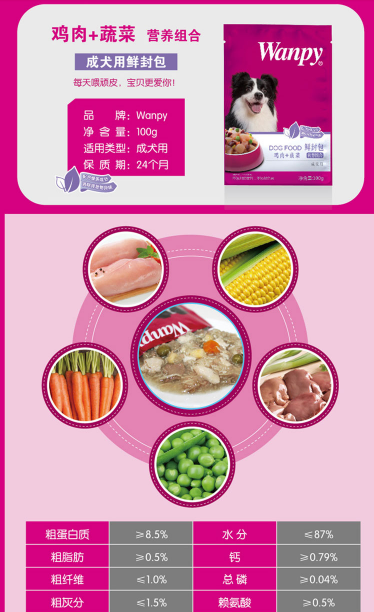 鸡肉+蔬菜 营养组合
成犬用鲜封包
每天喂顽皮，宝贝更爱你！
品　　牌：Wanpy
净 含 量：100g
适用类型：成犬用
保 质 期：24个月
Wanpy®
DOG FOOD 鲜封包
鸡肉+蔬菜
Wanpy
粗蛋白质 ≥8.5% 水 分 ≤87%
粗脂肪 ≥0.5% 钙 ≥0.79%
粗纤维 ≤1.0% 总 磷 ≥0.04%
粗灰分 ≤1.5% 赖氨酸 ≥0.5%